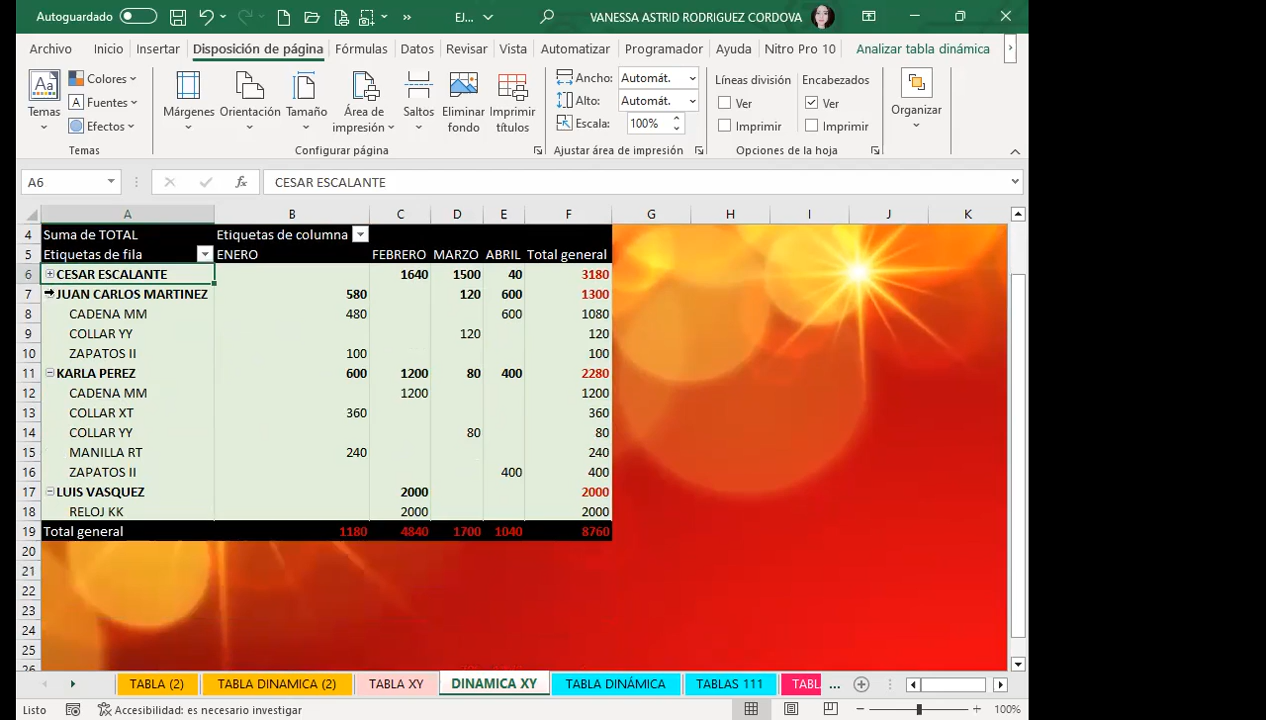 Autoguardado EJ... VANESSA ASTRID RODRIGUEZ CORDOVA
Archivo Inicio Insertar Disposición de página Fórmulas Datos Revisar Vista Automatizar Programador Ayuda Nitro Pro 10 Analizar tabla dinámica
Temas Colores Fuentes Efectos
Márgenes Orientación Tamaño Área de impresión Saltos Eliminar fondo Imprimir títulos
Ancho: Automát.
Alto: Automát.
Escala: 100%
Líneas división Encabezados
Ver Ver
Imprimir Imprimir
Organizar
Temas Configurar página Ajustar área de impresión Opciones de la hoja
A6 fx CESAR ESCALANTE
A B C D E F G H I J K
4 Suma de TOTAL Etiquetas de columna
5 Etiquetas de fila ENERO FEBRERO MARZO ABRIL Total general
6 CESAR ESCALANTE 1640 1500 40 3180
7 JUAN CARLOS MARTINEZ 580 120 600 1300
8 CADENA MM 480 600 1080
9 COLLAR YY 120 120
10 ZAPATOS II 100 100
11 KARLA PEREZ 600 1200 80 400 2280
12 CADENA MM 1200 1200
13 COLLAR XT 360 360
14 COLLAR YY 80 80
15 MANILLA RT 240 240
16 ZAPATOS II 400 400
17 LUIS VASQUEZ 2000 2000
18 RELOJ KK 2000 2000
19 Total general 1180 4840 1700 1040 8760
20
21
22
23
24
25
26
TABLA (2) TABLA DINAMICA (2) TABLA XY DINAMICA XY TABLA DINÁMICA TABLAS 111 TABL ...
Listo Accesibilidad: es necesario investigar 100%